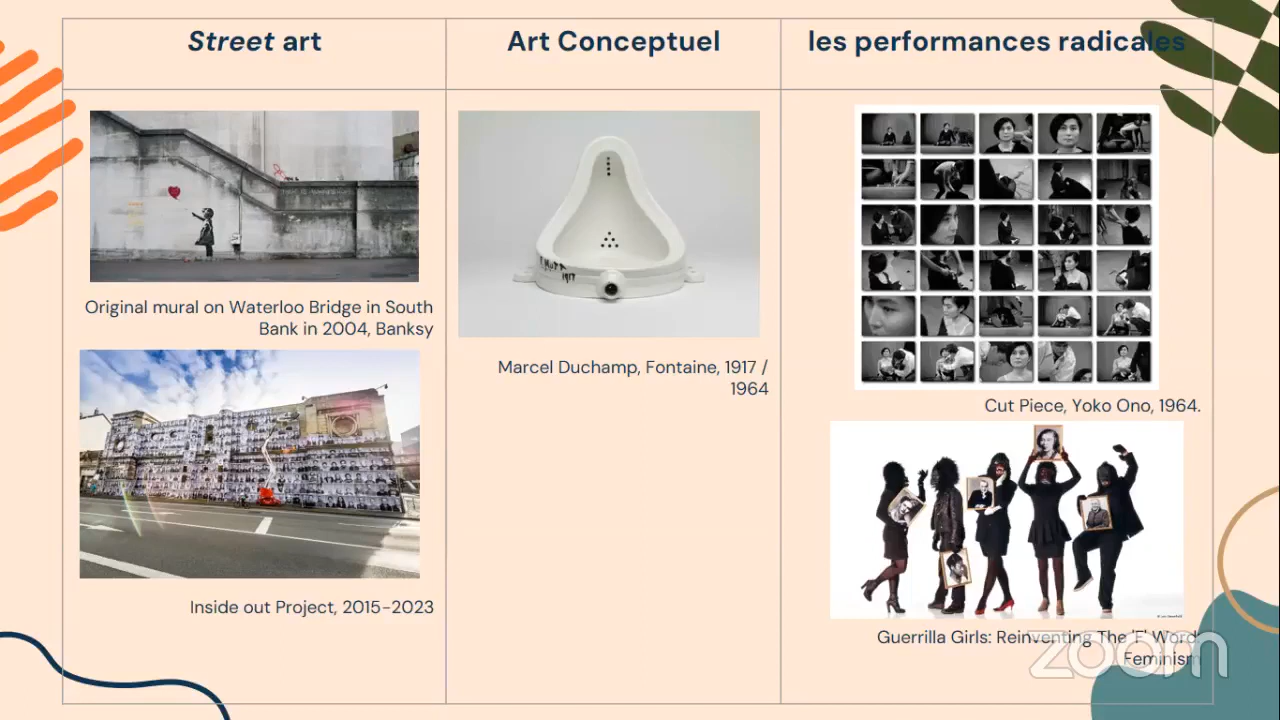 Street art
Art Conceptuel
les performances radicales
Original mural on Waterloo Bridge in South
Bank in 2004, Banksy
Inside out Project, 2015-2023
R. MUTT
1917
Marcel Duchamp, Fontaine, 1917 /
1964
Cut Piece, Yoko Ono, 1964.
Guerrilla Girls: Reinventing The 'F' Word:
Feminism
zoom